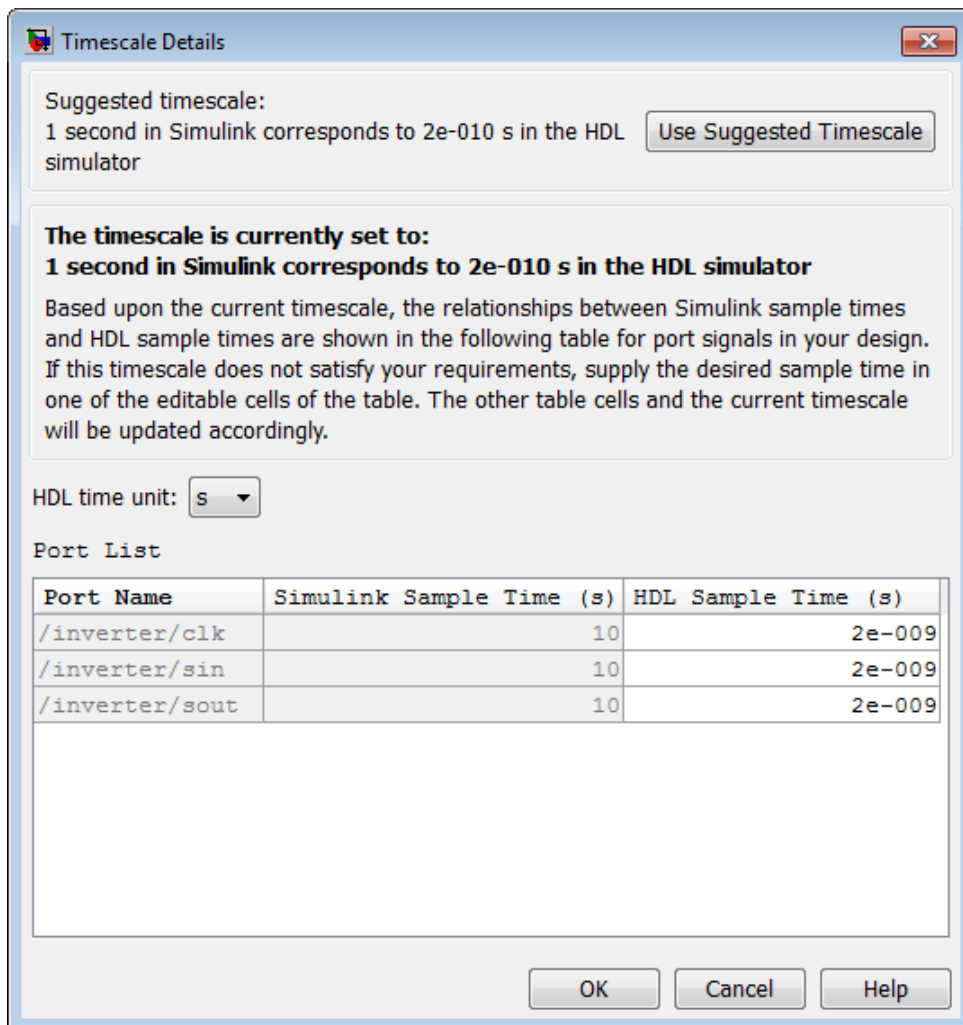 Timescale Details
Suggested timescale:
1 second in Simulink corresponds to 2e-010 s in the HDL
simulator
Use Suggested Timescale
The timescale is currently set to:
1 second in Simulink corresponds to 2e-010 s in the HDL simulator
Based upon the current timescale, the relationships between Simulink sample times
and HDL sample times are shown in the following table for port signals in your design.
If this timescale does not satisfy your requirements, supply the desired sample time in
one of the editable cells of the table. The other table cells and the current timescale
will be updated accordingly.
HDL time unit: s
Port List
Port Name Simulink Sample Time (s) HDL Sample Time (s)
/inverter/clk 10 2e-009
/inverter/sin 10 2e-009
/inverter/sout 10 2e-009
OK Cancel Help